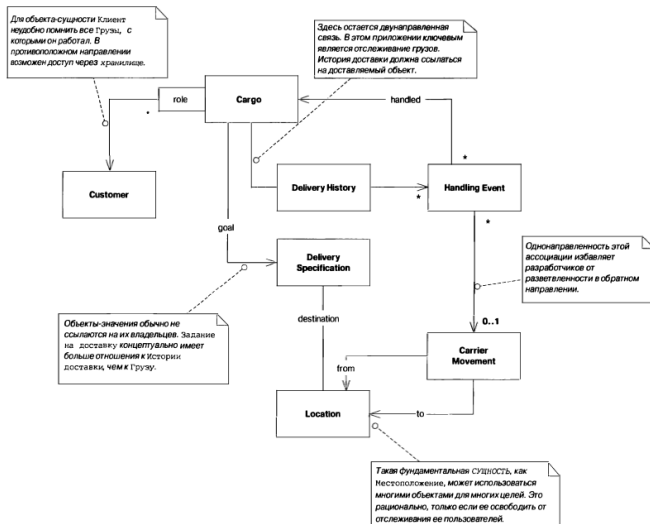 Для объекта-сущности Клиент
неудобно помнить все Грузы, с
которыми он работал. В
противоположном направлении
возможен доступ через хранилище.
Здесь остается двунаправленная
связь. В этом приложении ключевым
является отслеживание грузов.
История доставки должна ссылаться
на доставляемый объект.
role
Cargo
handled
*
*
Customer
Delivery History
*
Handling Event
*
goal
Delivery
Specification
Однонаправленность этой
ассоциации избавляет
разработчиков от
разветвленности в обратном
направлении.
Объекты-значения обычно не
ссылаются на их владельцев. Задание
на доставку концептуально имеет
больше отношения к Истории
доставки, чем к Грузу.
destination
0..1
Carrier
Movement
from
Location
to
Такая фундаментальная СУЩНОСТЬ, как
Местоположение, может использоваться
многими объектами для многих целей. Это
рационально, только если ее освободить от
отслеживания ее пользователей.